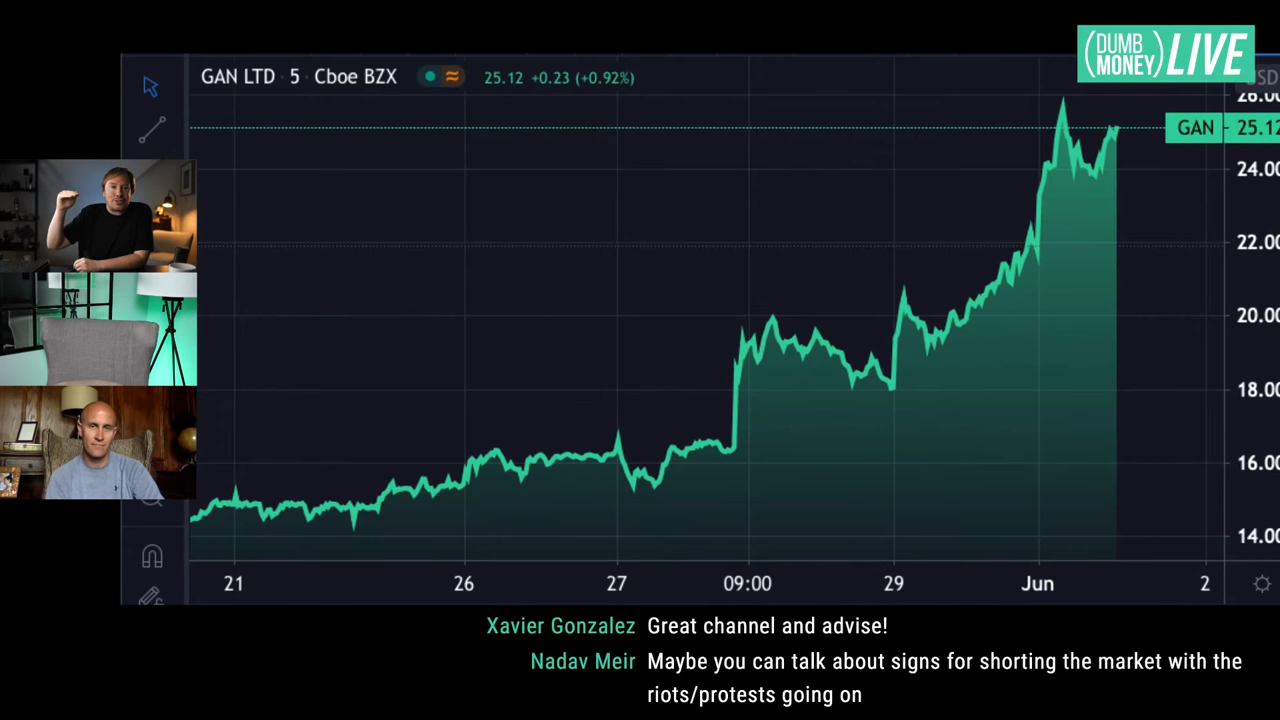 (DUMB MONEY) LIVE
GAN LTD · 5 · Cboe BZX 25.12 +0.23 (+0.92%)
USD
26.00
GAN 25.12
24.00
22.00
20.00
18.00
16.00
14.00
21 26 27 09:00 29 Jun 2
Xavier Gonzalez Great channel and advise!
Nadav Meir Maybe you can talk about signs for shorting the market with the
riots/protests going on